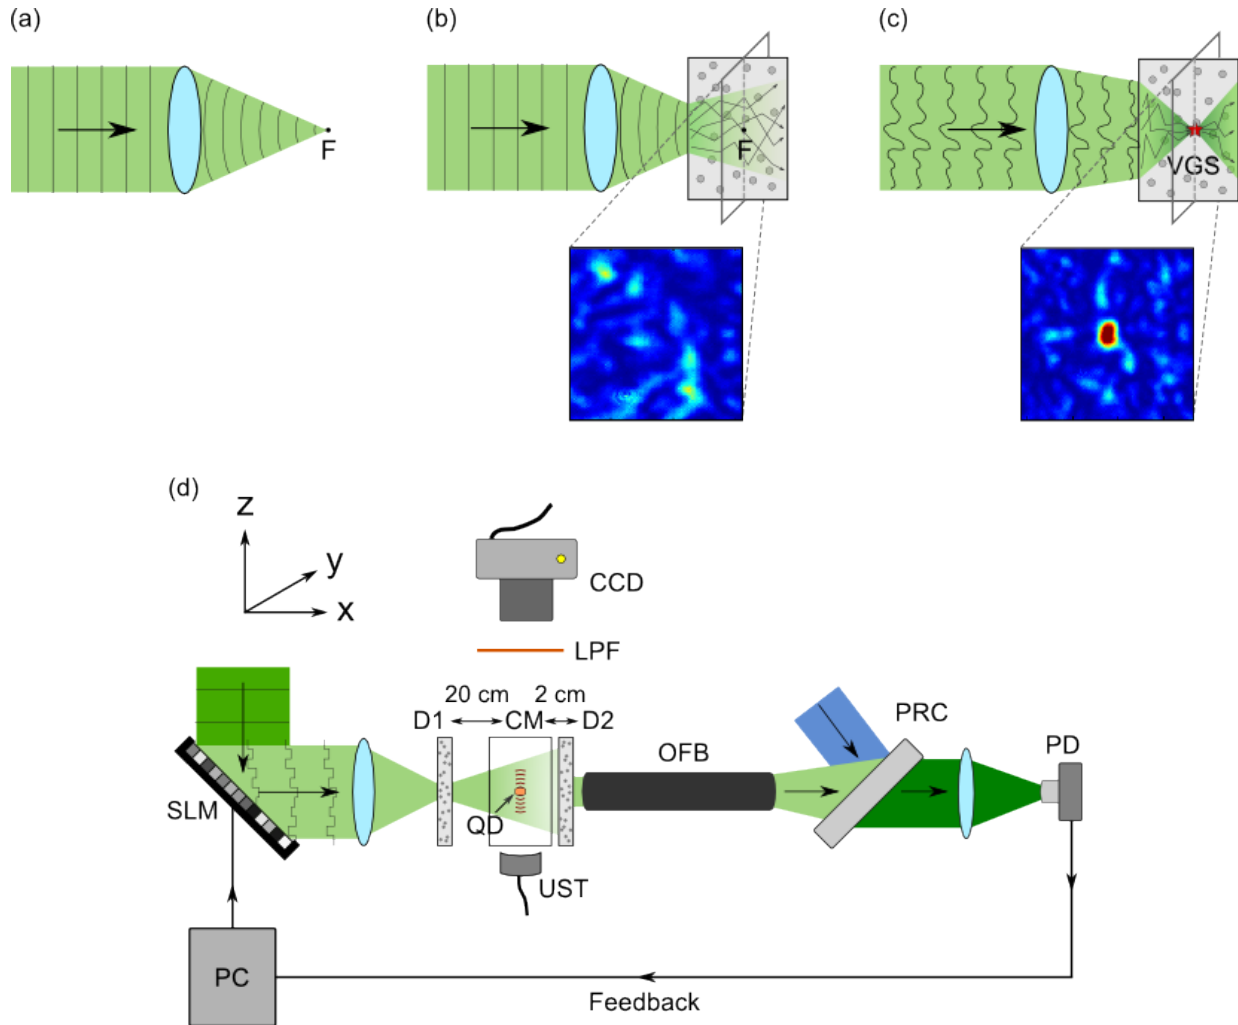 (a)
(b)
(c)
F
F
VGS
(d)
z
y
x
CCD
LPF
20 cm 2 cm
D1 CM D2
OFB
PRC
PD
SLM
QD
UST
PC
Feedback